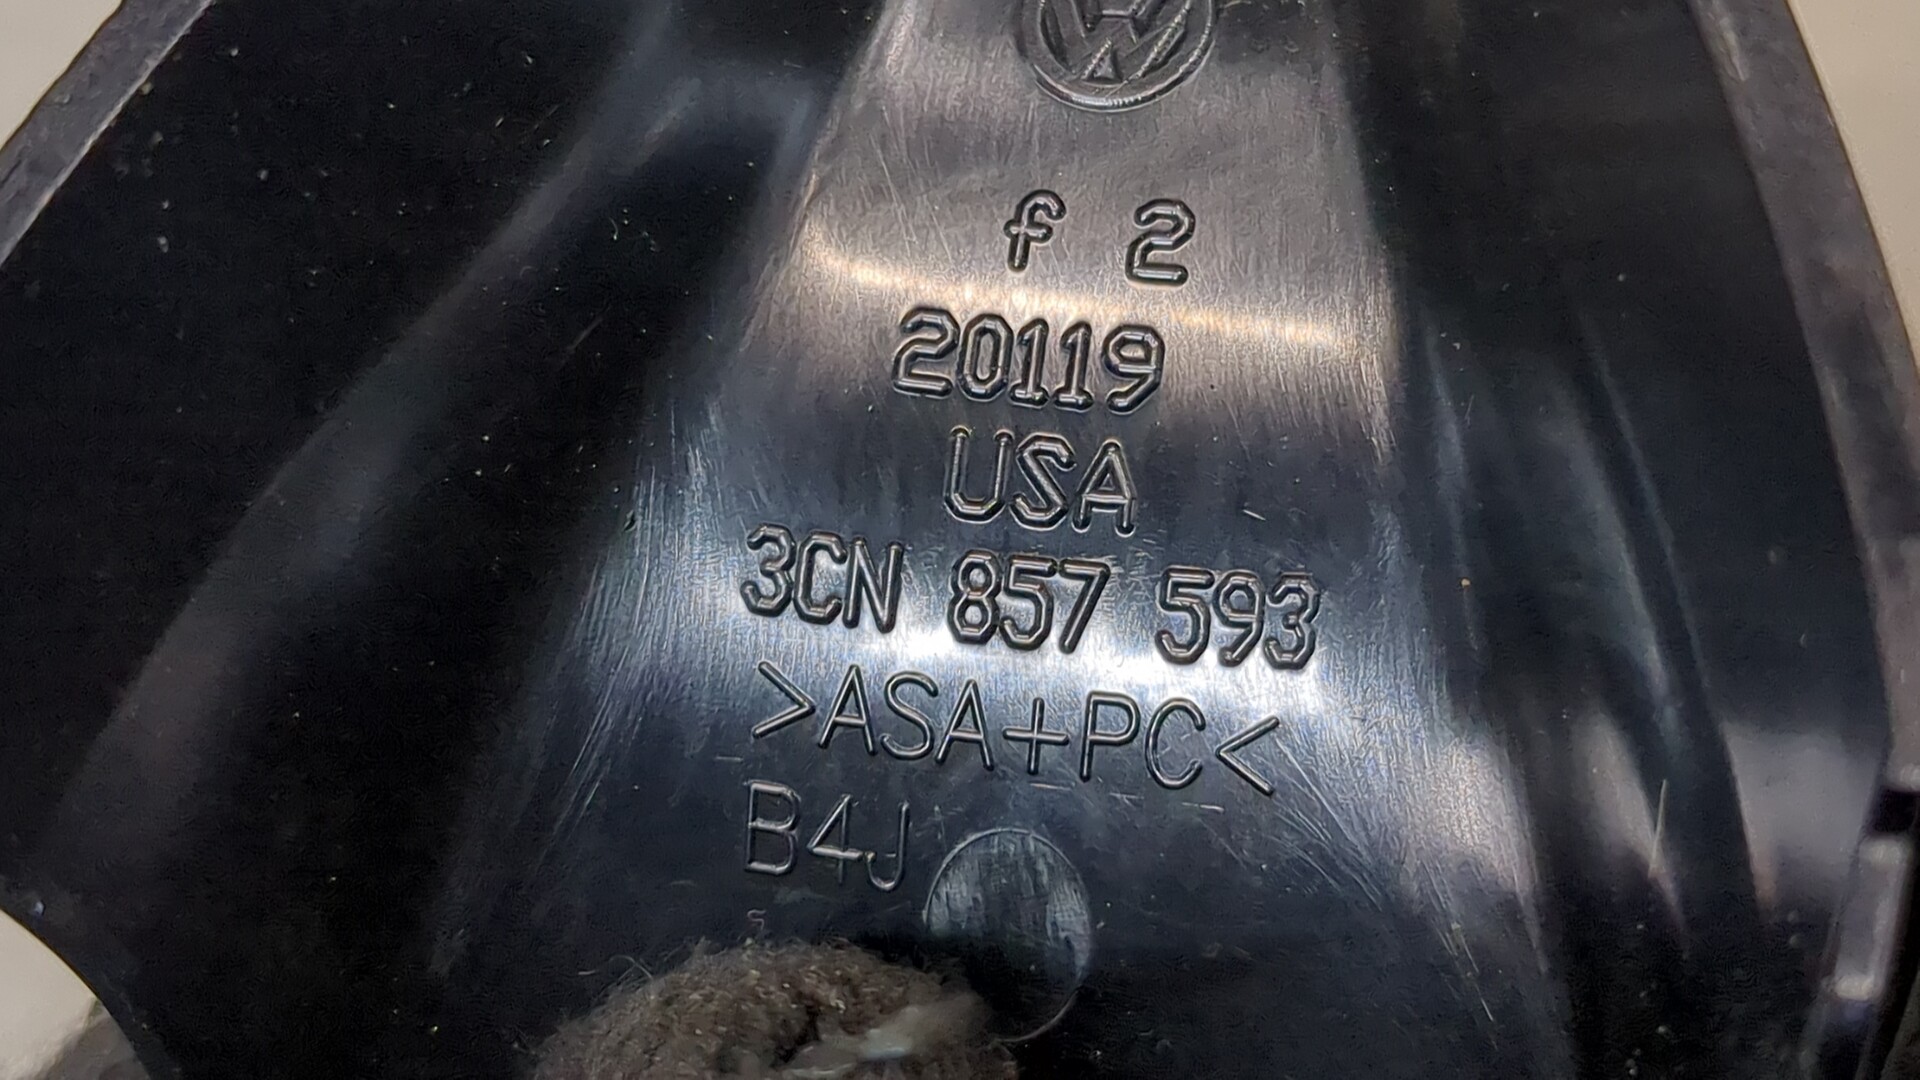 f 2
20119
USA
3CN 857 593
>ASA+PC<
B4J